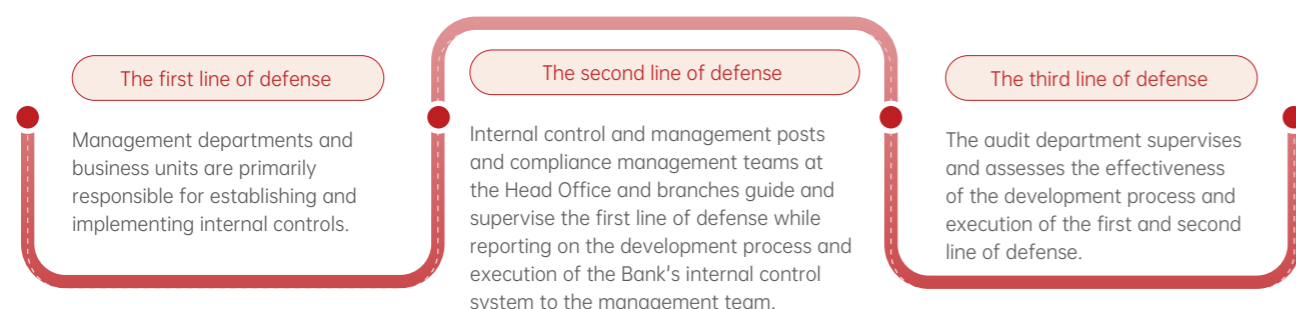 The first line of defense
Management departments and
business units are primarily
responsible for establishing and
implementing internal controls.
The second line of defense
Internal control and management posts
and compliance management teams at
the Head Office and branches guide and
supervise the first line of defense while
reporting on the development process and
execution of the Bank's internal control
system to the management team.
The third line of defense
The audit department supervises
and assesses the effectiveness
of the development process and
execution of the first and second
line of defense.